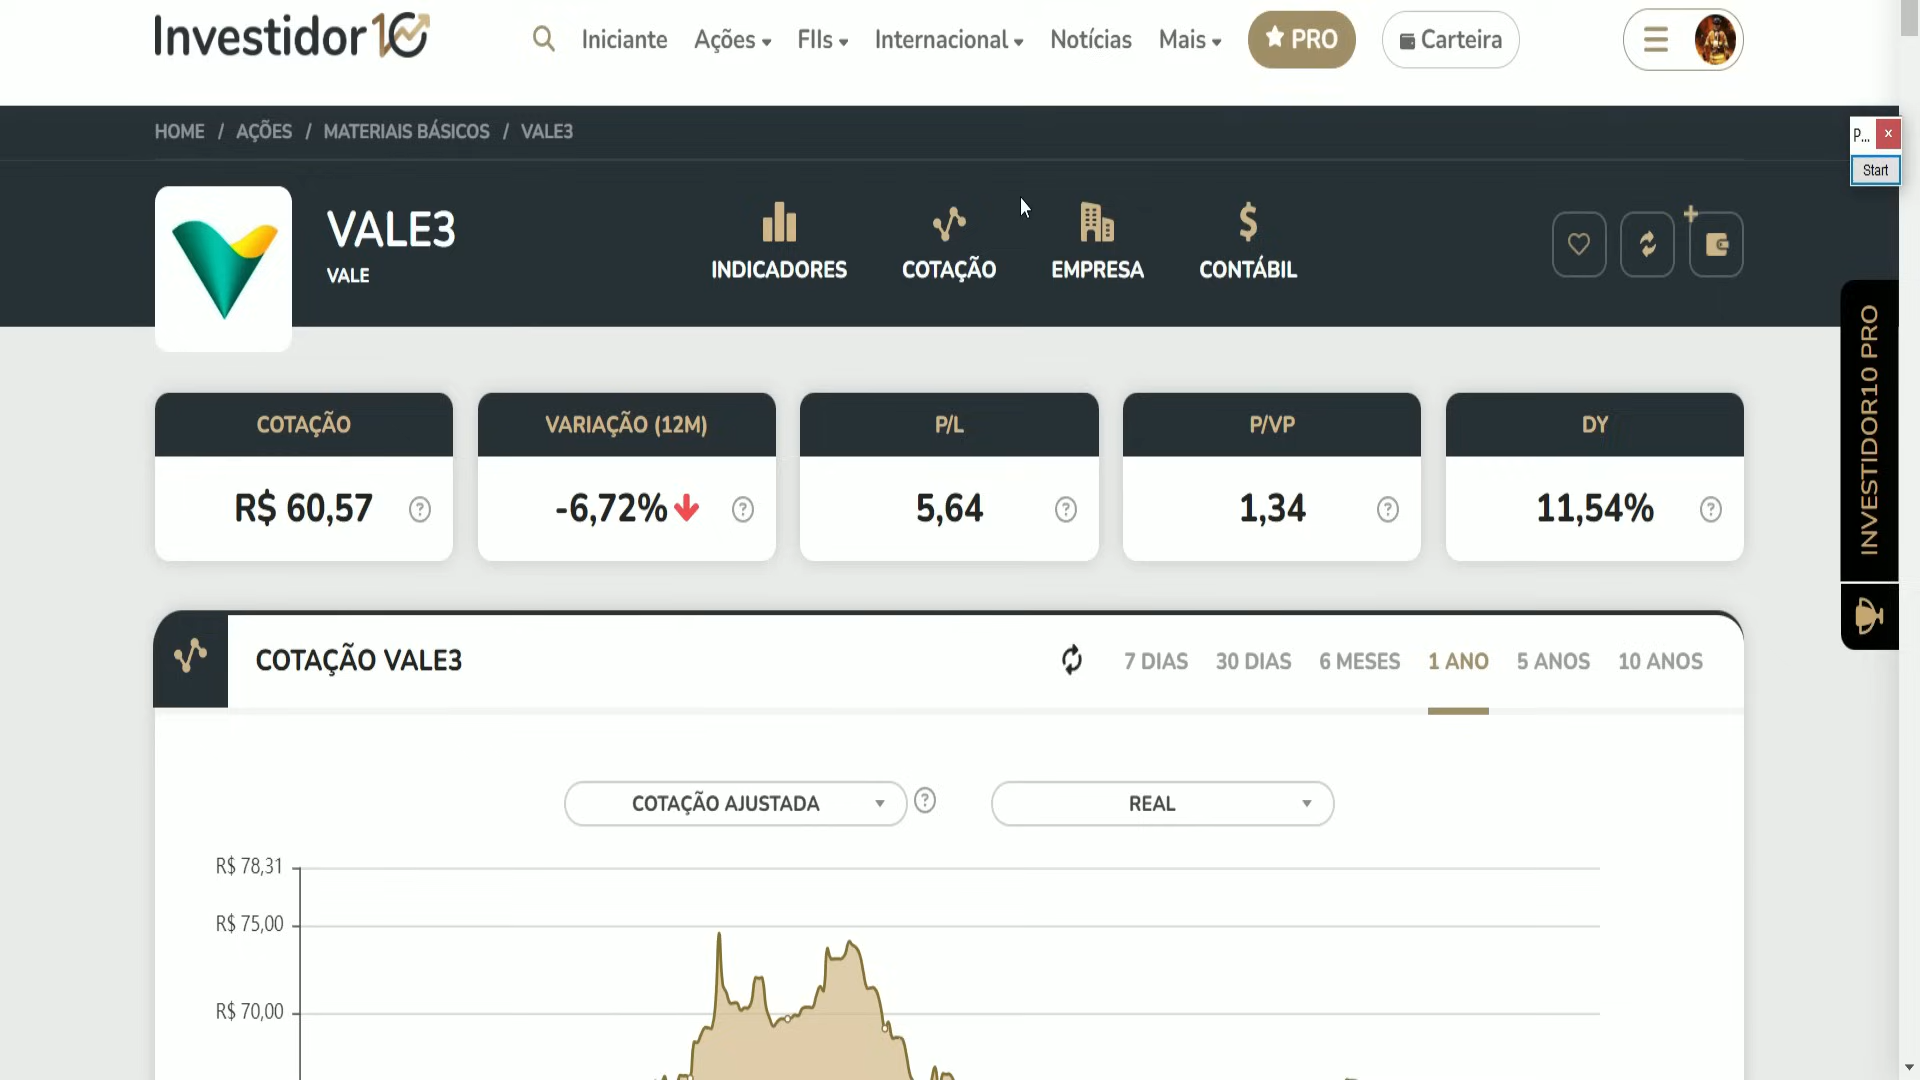 Investidor10
Iniciante Ações FIIs Internacional Notícias Mais PRO Carteira
HOME / AÇÕES / MATERIAIS BÁSICOS / VALE3
P...
Start
VALE3
VALE
INDICADORES COTAÇÃO EMPRESA CONTÁBIL
INVESTIDOR10 PRO
COTAÇÃO VARIAÇÃO (12M) P/L P/VP DY
R$ 60,57 -6,72% 5,64 1,34 11,54%
COTAÇÃO VALE3
7 DIAS 30 DIAS 6 MESES 1 ANO 5 ANOS 10 ANOS
COTAÇÃO AJUSTADA REAL
R$ 78,31
R$ 75,00
R$ 70,00